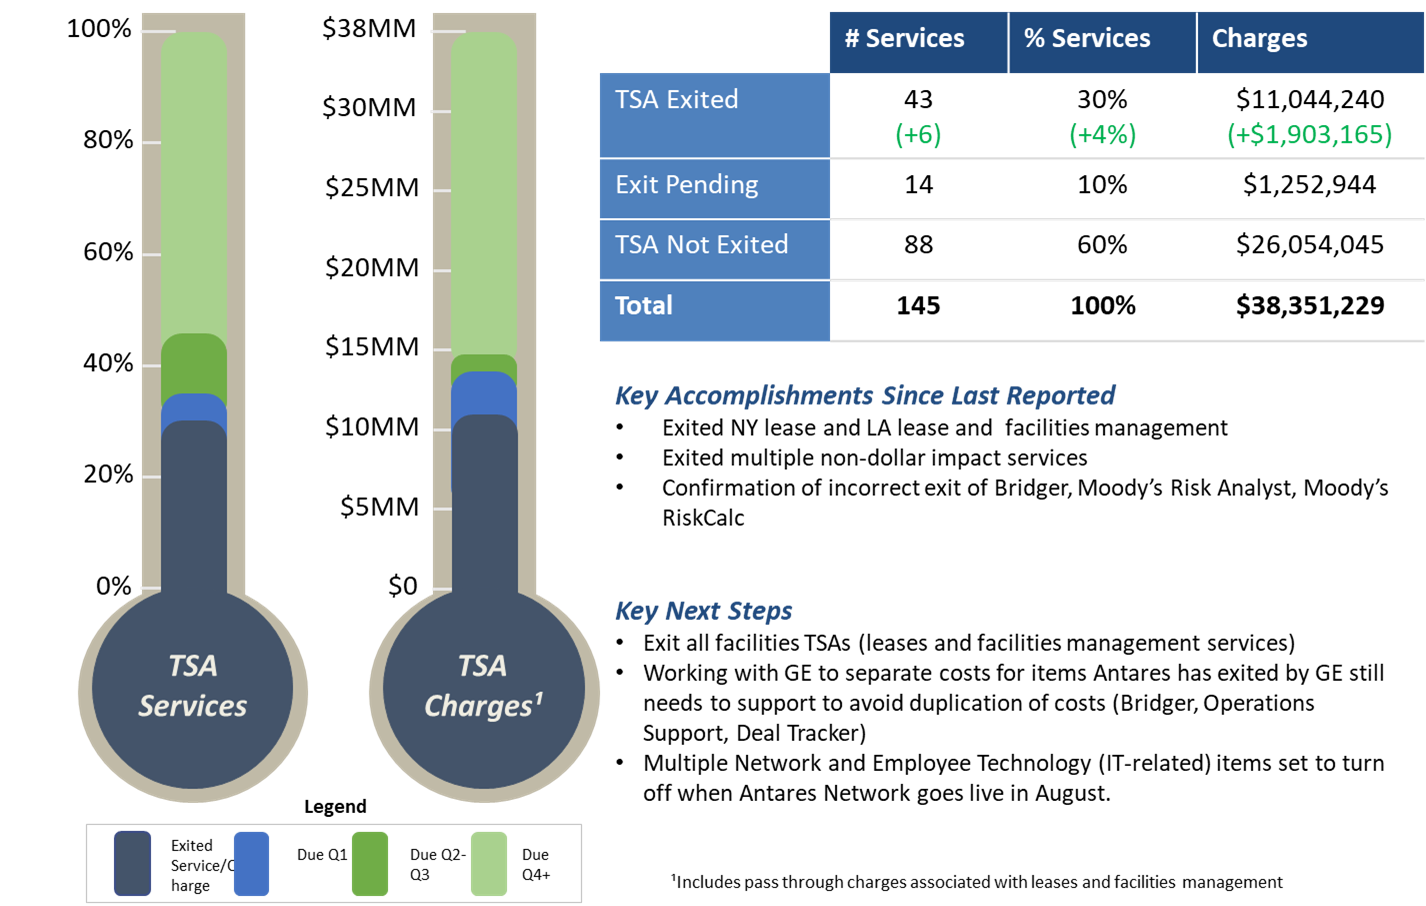 100%
80%
60%
40%
20%
0%
TSA
Services
$38MM
$30MM
$25MM
$20MM
$15MM
$10MM
$5MM
$0
TSA
Charges¹
Legend
Exited
Service/C
harge
Due Q1
Due Q2-
Q3
Due
Q4+
# Services % Services Charges
TSA Exited 43 30% $11,044,240
(+6) (+4%) (+$1,903,165)
Exit Pending 14 10% $1,252,944
TSA Not Exited 88 60% $26,054,045
Total 145 100% $38,351,229
Key Accomplishments Since Last Reported
• Exited NY lease and LA lease and facilities management
• Exited multiple non-dollar impact services
• Confirmation of incorrect exit of Bridger, Moody’s Risk Analyst, Moody’s
RiskCalc
Key Next Steps
• Exit all facilities TSAs (leases and facilities management services)
• Working with GE to separate costs for items Antares has exited by GE still
needs to support to avoid duplication of costs (Bridger, Operations
Support, Deal Tracker)
• Multiple Network and Employee Technology (IT-related) items set to turn
off when Antares Network goes live in August.
¹Includes pass through charges associated with leases and facilities management